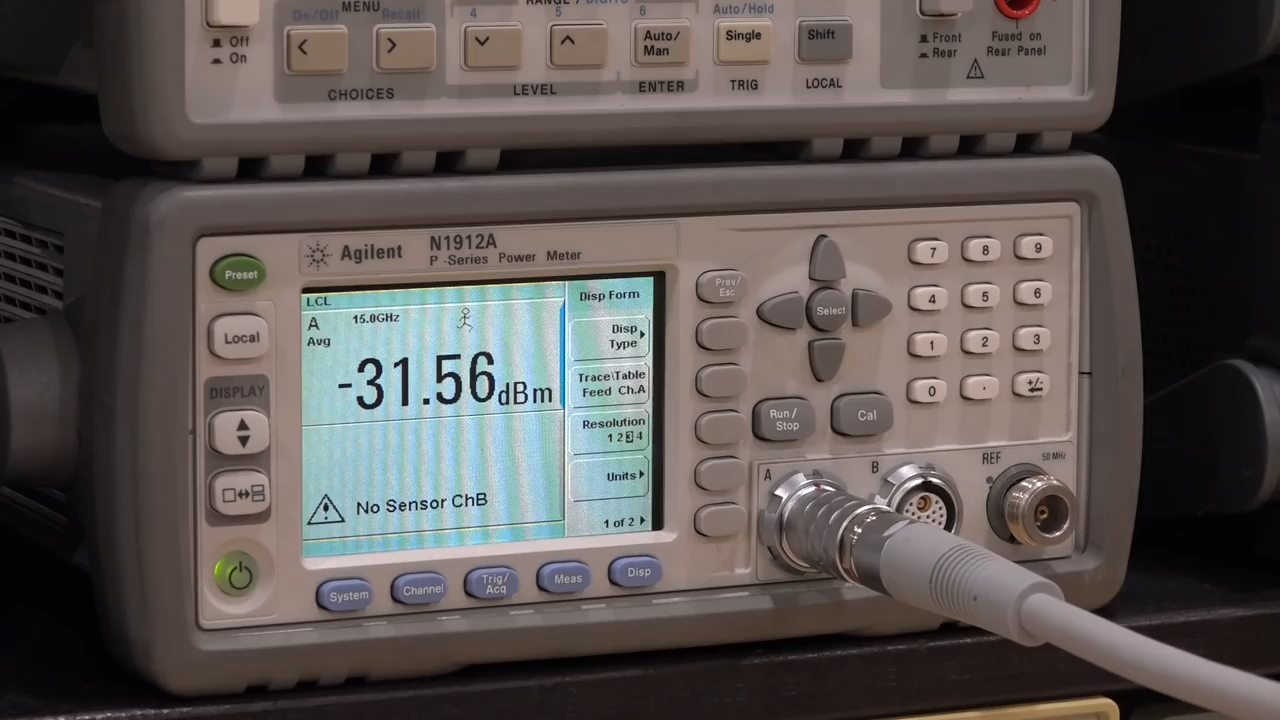 MENU
RANGE / DIGITS
On/Off
Recall
4
5
6
Auto/Hold
Off
On
<
>
Auto/
Man
Single
Shift
Front
Rear
Fused on
Rear Panel
CHOICES
LEVEL
ENTER
TRIG
LOCAL
Agilent
N1912A
P-Series Power Meter
Preset
Local
DISPLAY
LCL
A
15.0GHz
Avg
-31.56 dBm
No Sensor ChB
Disp Form
Disp
Type
Trace\Table
Feed Ch.A
Resolution
1 2 3 4
Units
1 of 2
Prev/
Esc
Select
Run/
Stop
Cal
7
8
9
4
5
6
1
2
3
0
.
+/-
A
B
REF
50 MHz
System
Channel
Trig/
Acq
Meas
Disp